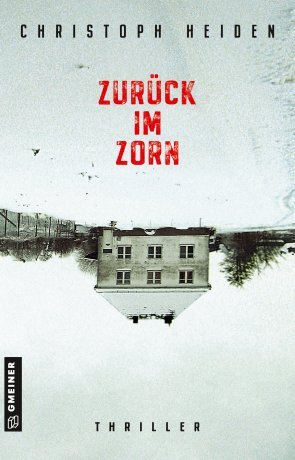 CHRISTOPH HEIDEN
ZURÜCK
IM
ZORN
GMEINER
THRILLER